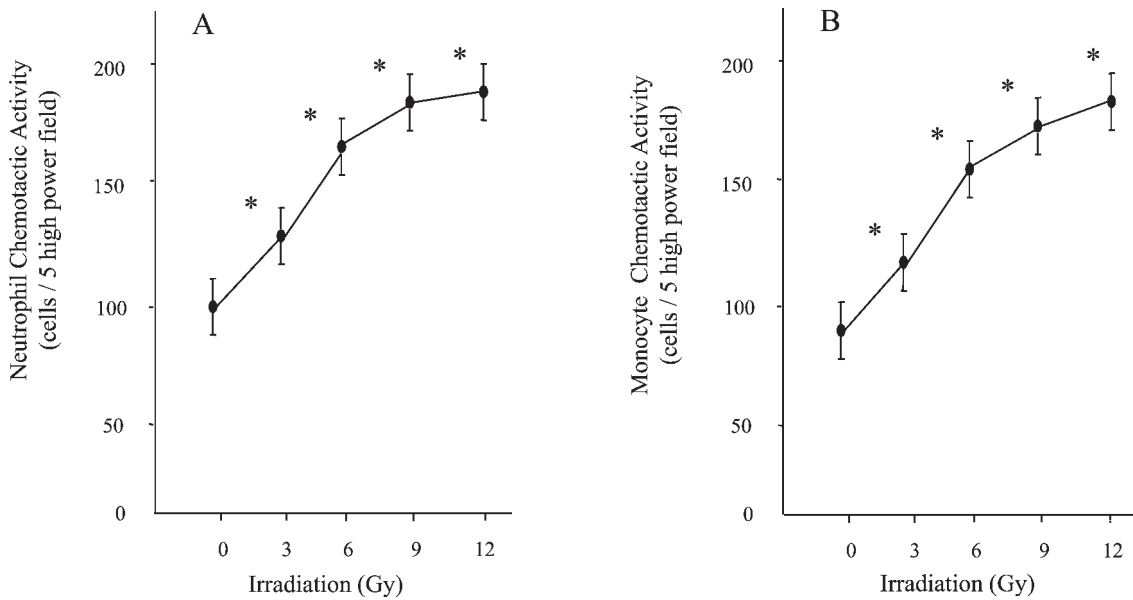 A
Neutrophil Chemotactic Activity
(cells / 5 high power field)
200
150
100
50
0
*
*
*
*
0 3 6 9 12
Irradiation (Gy)
B
Monocyte Chemotactic Activity
(cells / 5 high power field)
200
150
100
50
0
*
*
*
*
0 3 6 9 12
Irradiation (Gy)